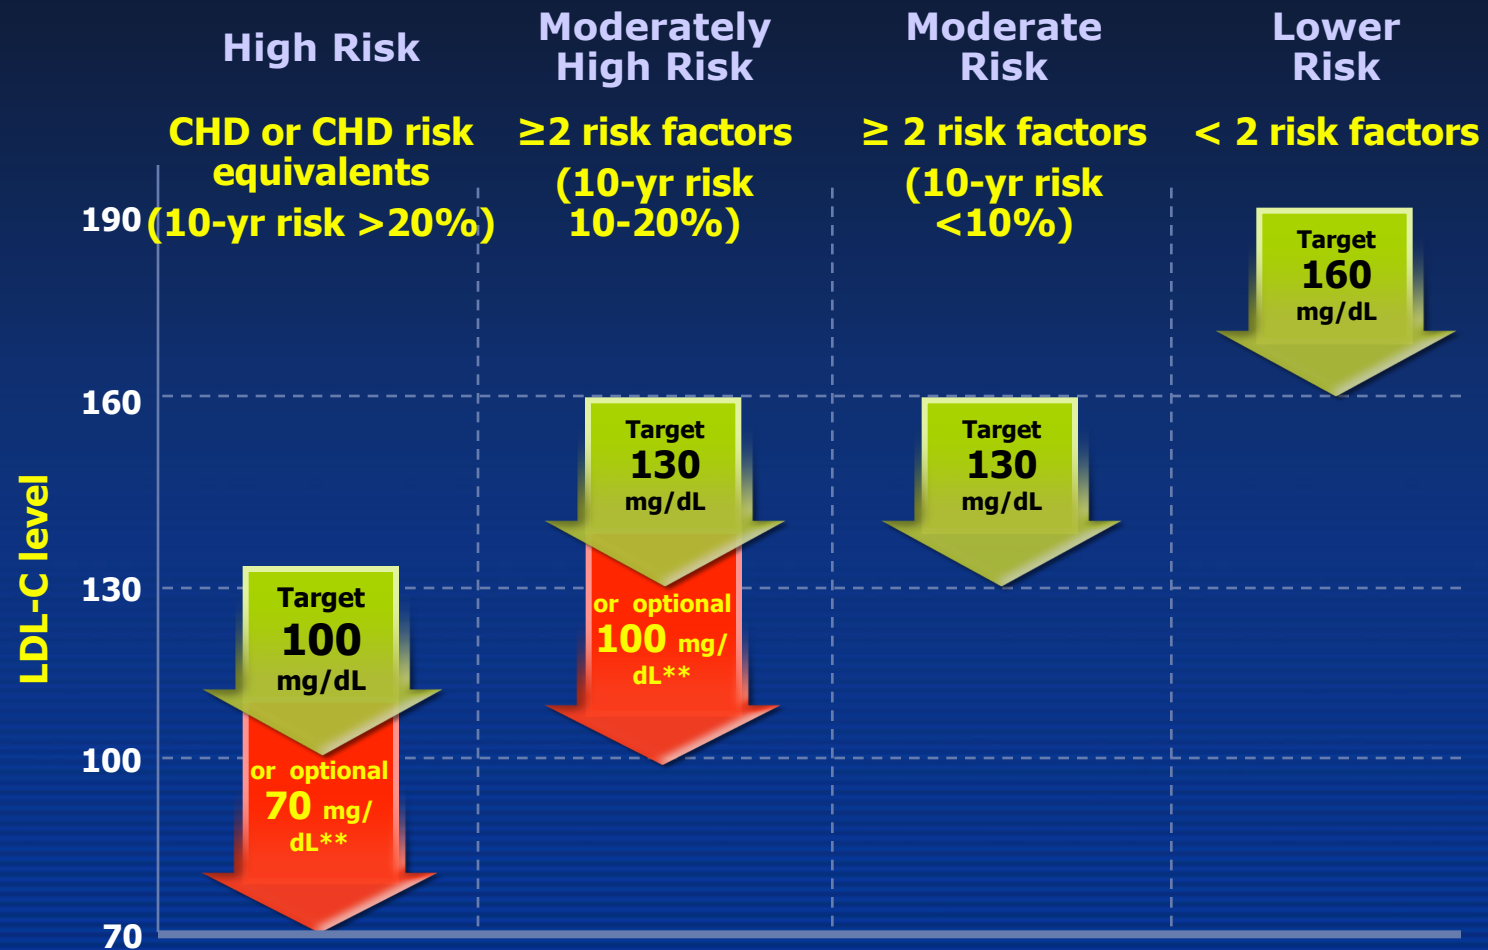 High Risk
Moderately
High Risk
Moderate
Risk
Lower
Risk
CHD or CHD risk
equivalents
(10-yr risk >20%)
≥2 risk factors
(10-yr risk
10-20%)
≥ 2 risk factors
(10-yr risk
<10%)
< 2 risk factors
LDL-C level
190
160
130
100
70
Target
100
mg/dL
or optional
70 mg/
dL**
Target
130
mg/dL
or optional
100 mg/
dL**
Target
130
mg/dL
Target
160
mg/dL